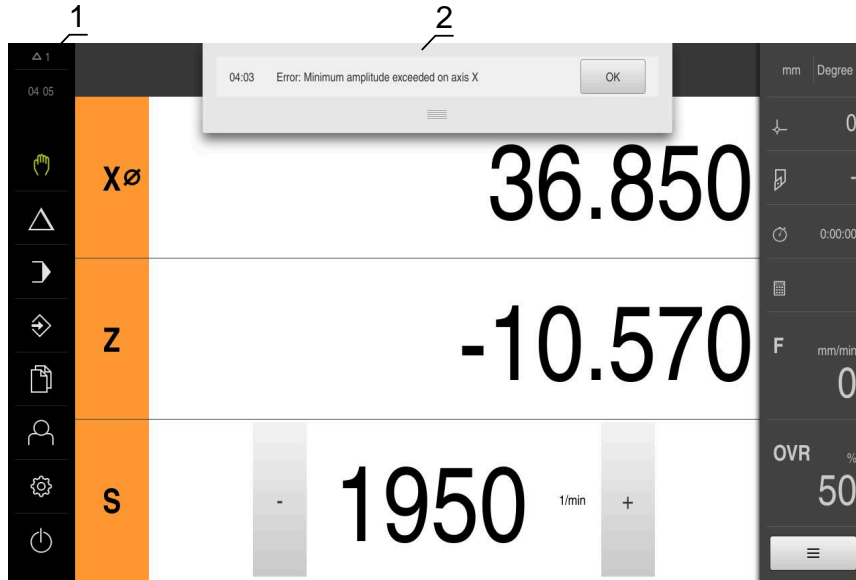 1
2
△ 1
04:03 Error: Minimum amplitude exceeded on axis X OK
mm Degree
04 05
0
X⌀ 36.850
-
0:00:00
Z -10.570
F mm/min
0
OVR %
50
S - 1950 1/min +